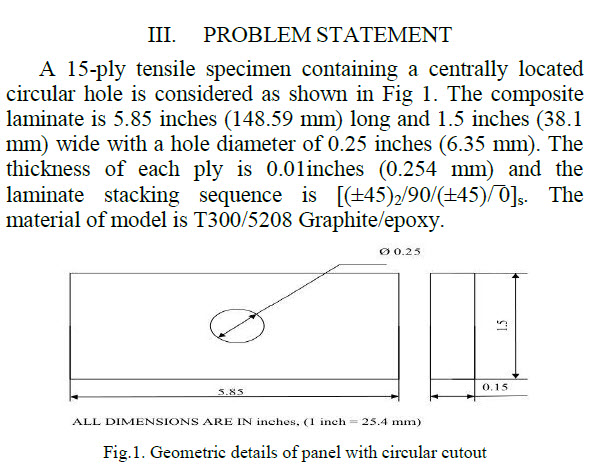 III. PROBLEM STATEMENT
A 15-ply tensile specimen containing a centrally located
circular hole is considered as shown in Fig 1. The composite
laminate is 5.85 inches (148.59 mm) long and 1.5 inches (38.1
mm) wide with a hole diameter of 0.25 inches (6.35 mm). The
thickness of each ply is 0.01inches (0.254 mm) and the
laminate stacking sequence is [(±45)₂/90/(±45)/0̅]ₛ. The
material of model is T300/5208 Graphite/epoxy.
Ø 0.25
1.5
5.85
0.15
ALL DIMENSIONS ARE IN inches, (1 inch = 25.4 mm)
Fig.1. Geometric details of panel with circular cutout